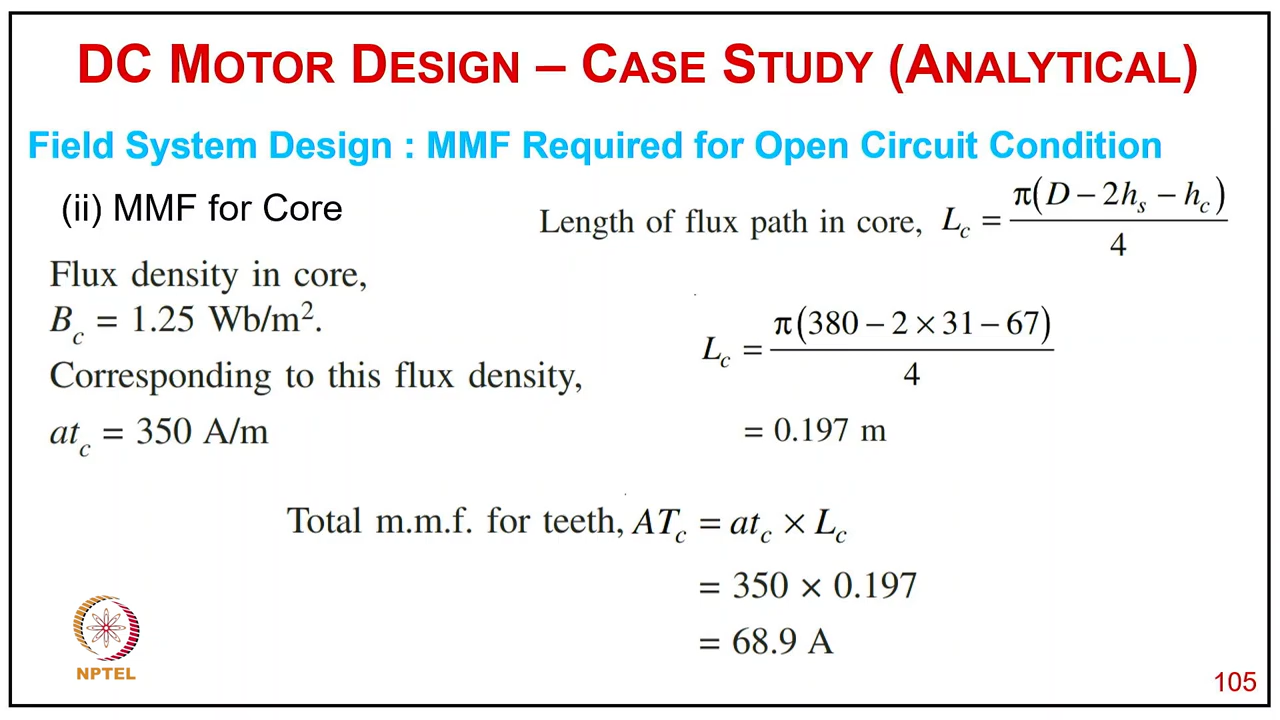 DC MOTOR DESIGN – CASE STUDY (ANALYTICAL)
Field System Design : MMF Required for Open Circuit Condition
(ii) MMF for Core
Length of flux path in core, L_c = π(D − 2h_s − h_c) / 4
Flux density in core,
B_c = 1.25 Wb/m².
L_c = π(380 − 2 × 31 − 67) / 4
Corresponding to this flux density,
at_c = 350 A/m
= 0.197 m
Total m.m.f. for teeth, AT_c = at_c × L_c
= 350 × 0.197
= 68.9 A
NPTEL
105